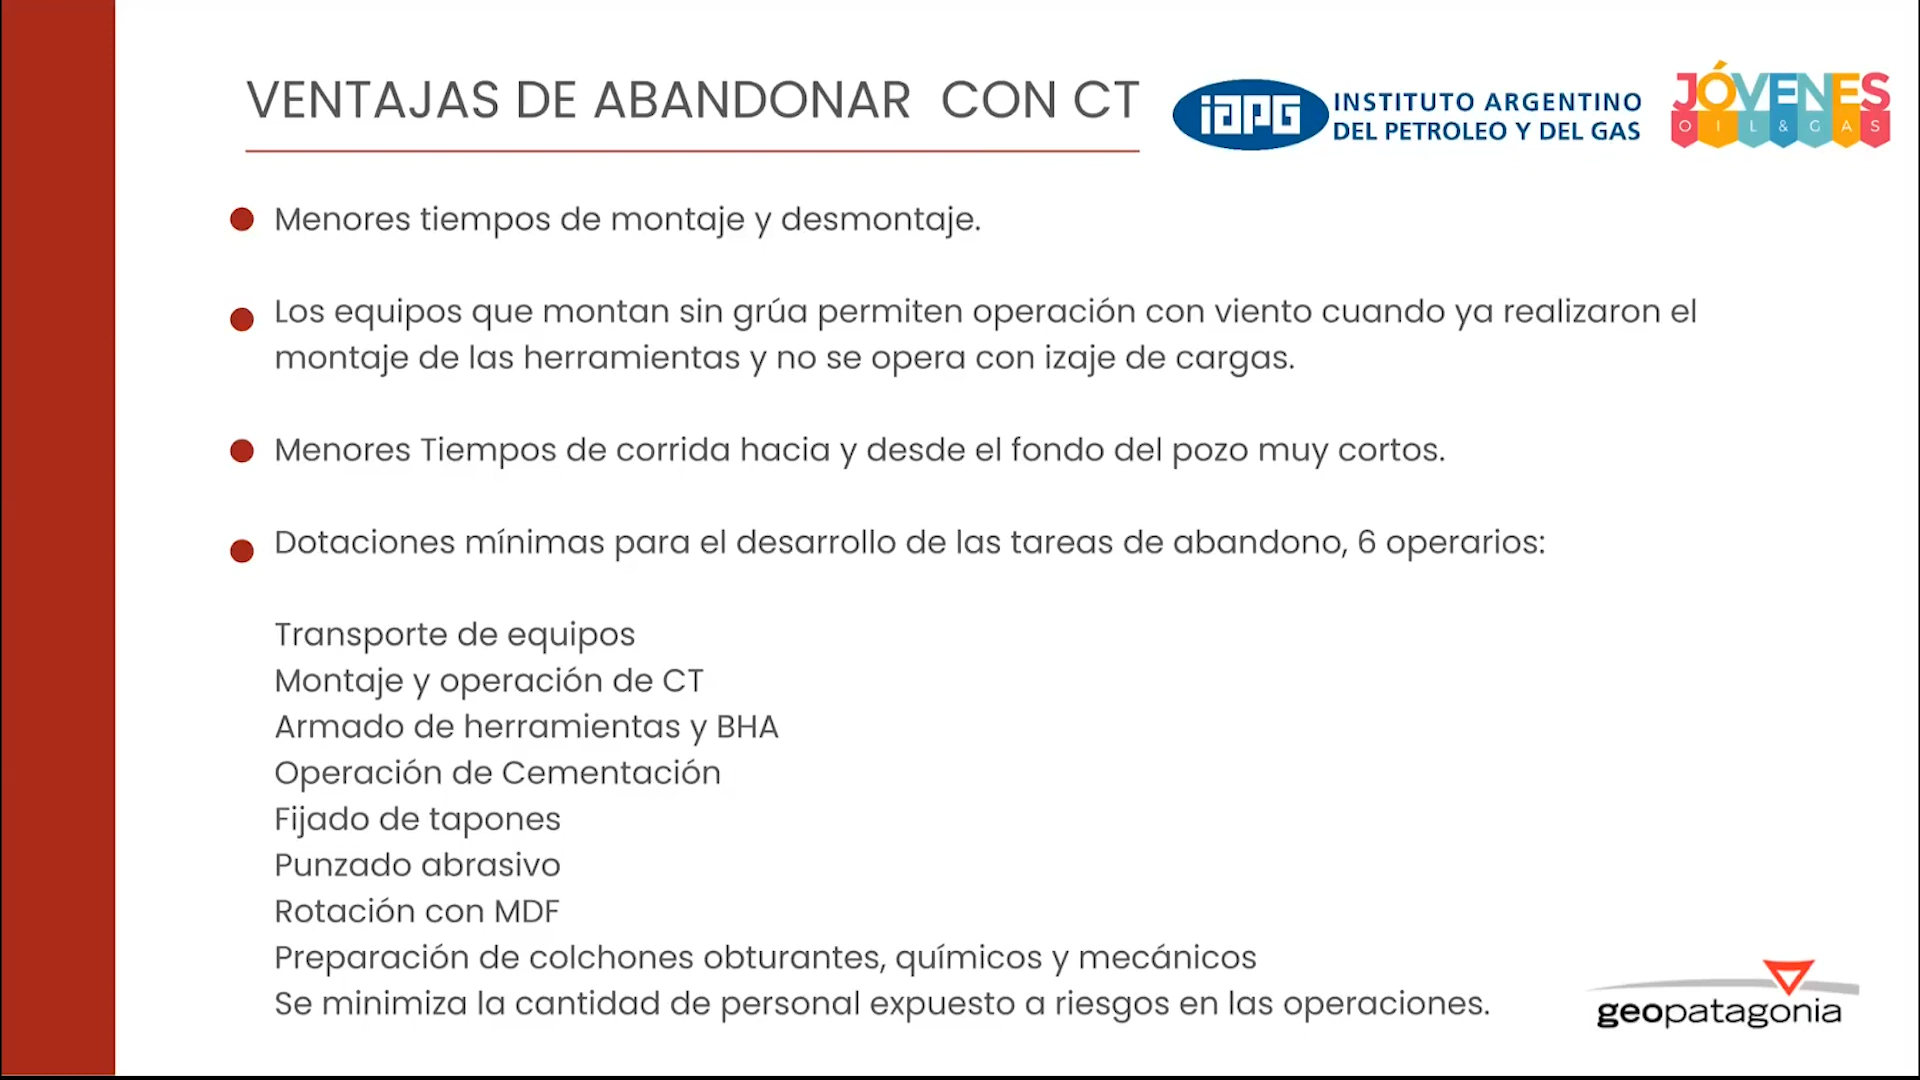 VENTAJAS DE ABANDONAR CON CT
iapg
INSTITUTO ARGENTINO
DEL PETROLEO Y DEL GAS
JÓVENES
OIL&GAS
Menores tiempos de montaje y desmontaje.
Los equipos que montan sin grúa permiten operación con viento cuando ya realizaron el
montaje de las herramientas y no se opera con izaje de cargas.
Menores Tiempos de corrida hacia y desde el fondo del pozo muy cortos.
Dotaciones mínimas para el desarrollo de las tareas de abandono, 6 operarios:
Transporte de equipos
Montaje y operación de CT
Armado de herramientas y BHA
Operación de Cementación
Fijado de tapones
Punzado abrasivo
Rotación con MDF
Preparación de colchones obturantes, químicos y mecánicos
Se minimiza la cantidad de personal expuesto a riesgos en las operaciones.
geopatagonia